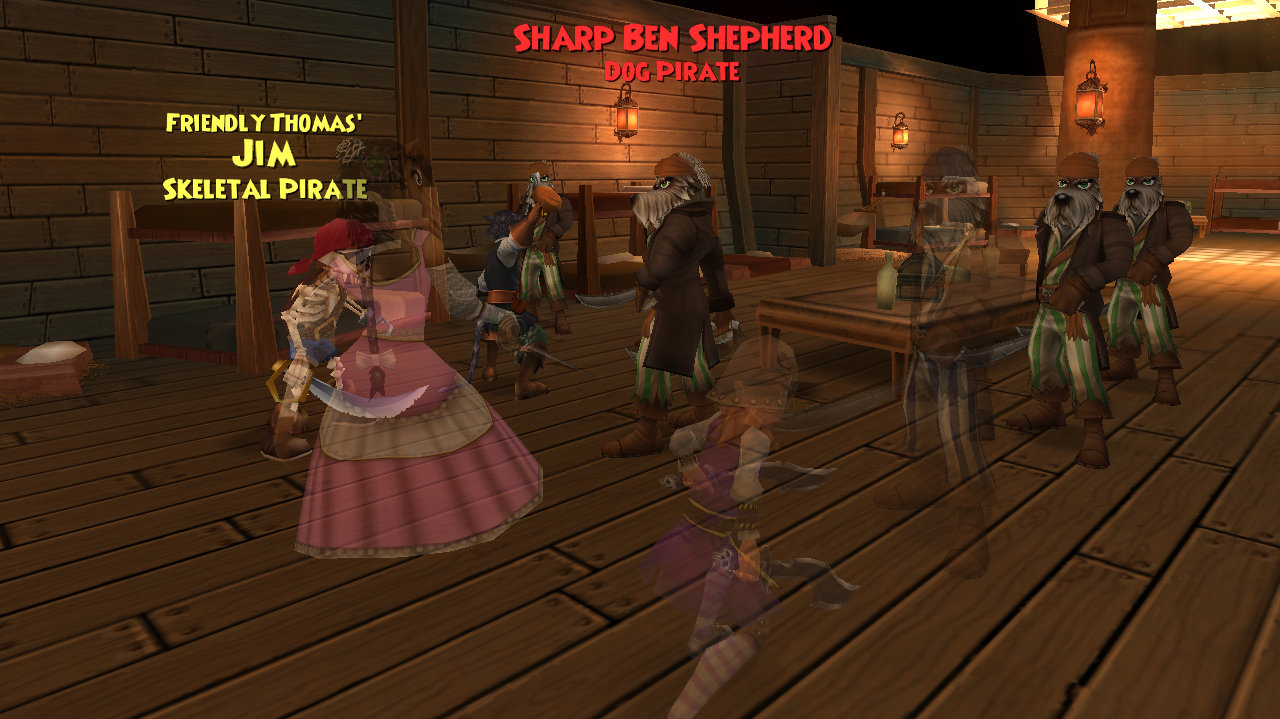 SHARP BEN SHEPHERD
DOG PIRATE
FRIENDLY THOMAS'
JIM
SKELETAL PIRATE